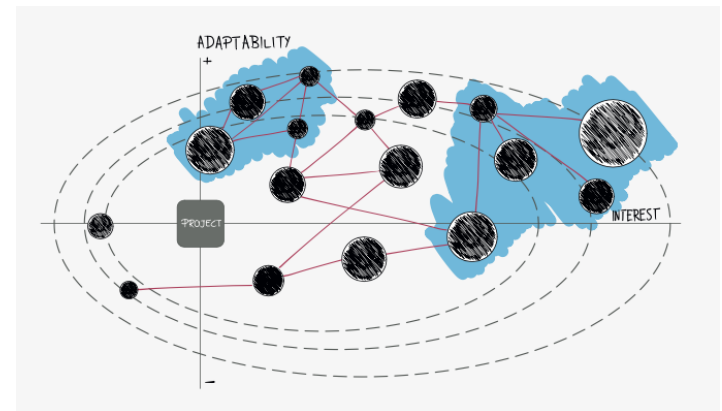 ADAPTABILITY
+
PROJECT
INTEREST
-